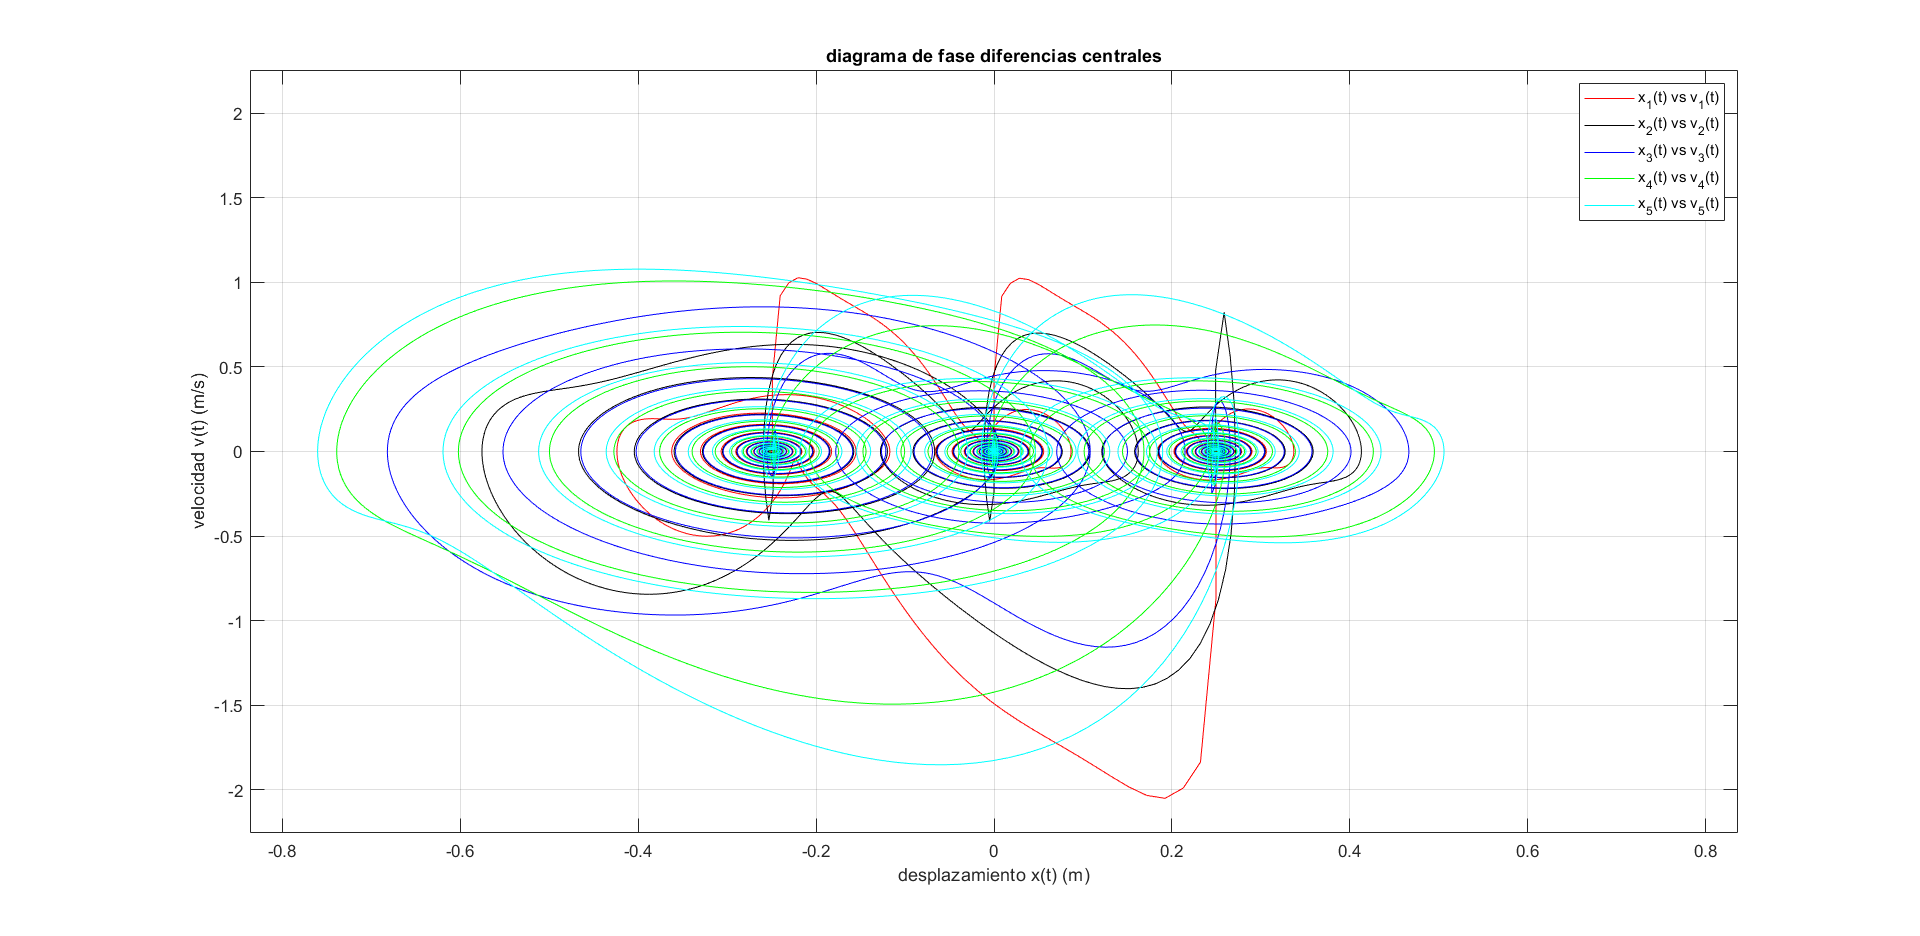 diagrama de fase diferencias centrales
x1(t) vs v1(t)
x2(t) vs v2(t)
x3(t) vs v3(t)
x4(t) vs v4(t)
x5(t) vs v5(t)
2
1.5
1
0.5
0
-0.5
-1
-1.5
-2
velocidad v(t) (m/s)
-0.8 -0.6 -0.4 -0.2 0 0.2 0.4 0.6 0.8
desplazamiento x(t) (m)